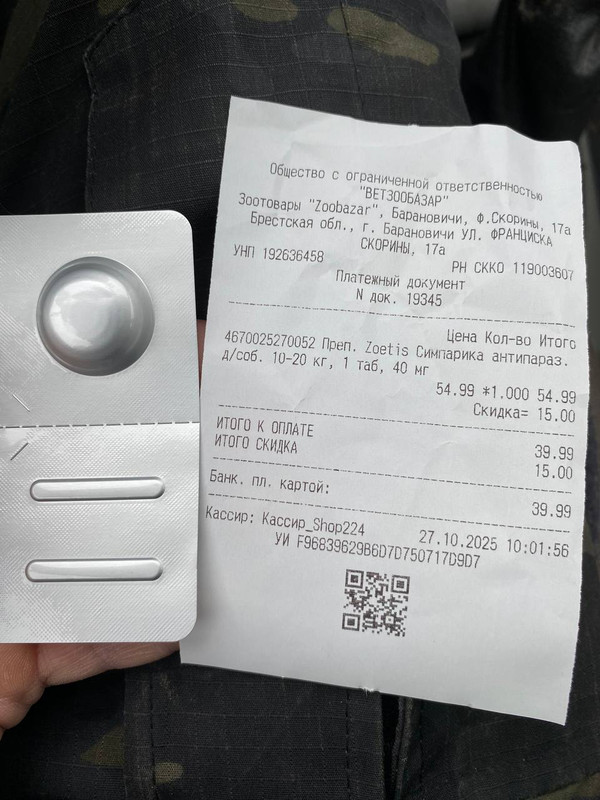 Общество с ограниченной ответственностью
"ВЕТЗООБАЗАР"
Зоотовары "Zoobazar", Барановичи, ф.Скорины, 17а
Брестская обл., г. Барановичи УЛ. ФРАНЦИСКА
СКОРИНЫ, 17а
УНП 192636458 РН СККО 119003607
Платежный документ
N док. 19345
Цена Кол-во Итого
4670025270052 Преп. Zoetis Симпарика антипараз.
д/соб. 10-20 кг, 1 таб, 40 мг
54.99 *1.000 54.99
Скидка= 15.00
ИТОГО К ОПЛАТЕ 39.99
ИТОГО СКИДКА 15.00
Банк. пл. картой: 39.99
Кассир: Кассир_Shop224 27.10.2025 10:01:56
УИ F96839629B6D7D750717D9D7